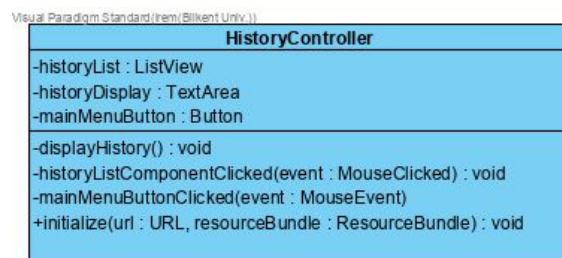 Visual Paradigm Standard(Irem(Bilkent Univ.))
HistoryController
-historyList : ListView
-historyDisplay : TextArea
-mainMenuButton : Button
-displayHistory() : void
-historyListComponentClicked(event : MouseClicked) : void
-mainMenuButtonClicked(event : MouseEvent)
+initialize(url : URL, resourceBundle : ResourceBundle) : void